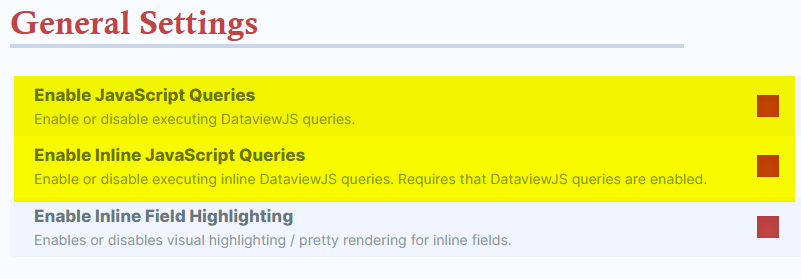 General Settings
Enable JavaScript Queries
Enable or disable executing DataviewJS queries.
Enable Inline JavaScript Queries
Enable or disable executing inline DataviewJS queries. Requires that DataviewJS queries are enabled.
Enable Inline Field Highlighting
Enables or disables visual highlighting / pretty rendering for inline fields.